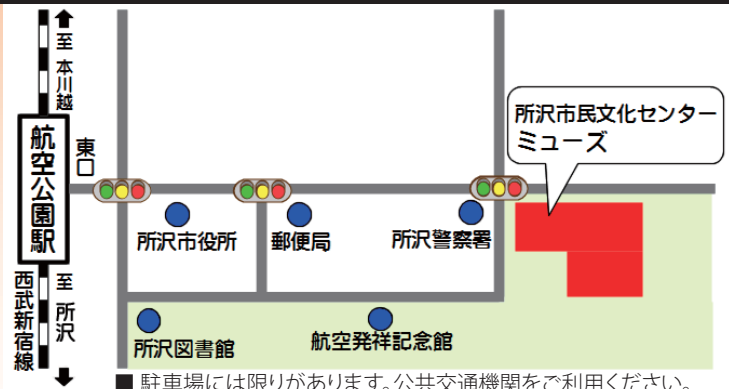 至 本川越
航空公園駅
東口
西武新宿線
至 所沢
所沢市民文化センター
ミューズ
所沢市役所
郵便局
所沢警察署
所沢図書館
航空発祥記念館
■ 駐車場には限りがあります。公共交通機関をご利用ください。